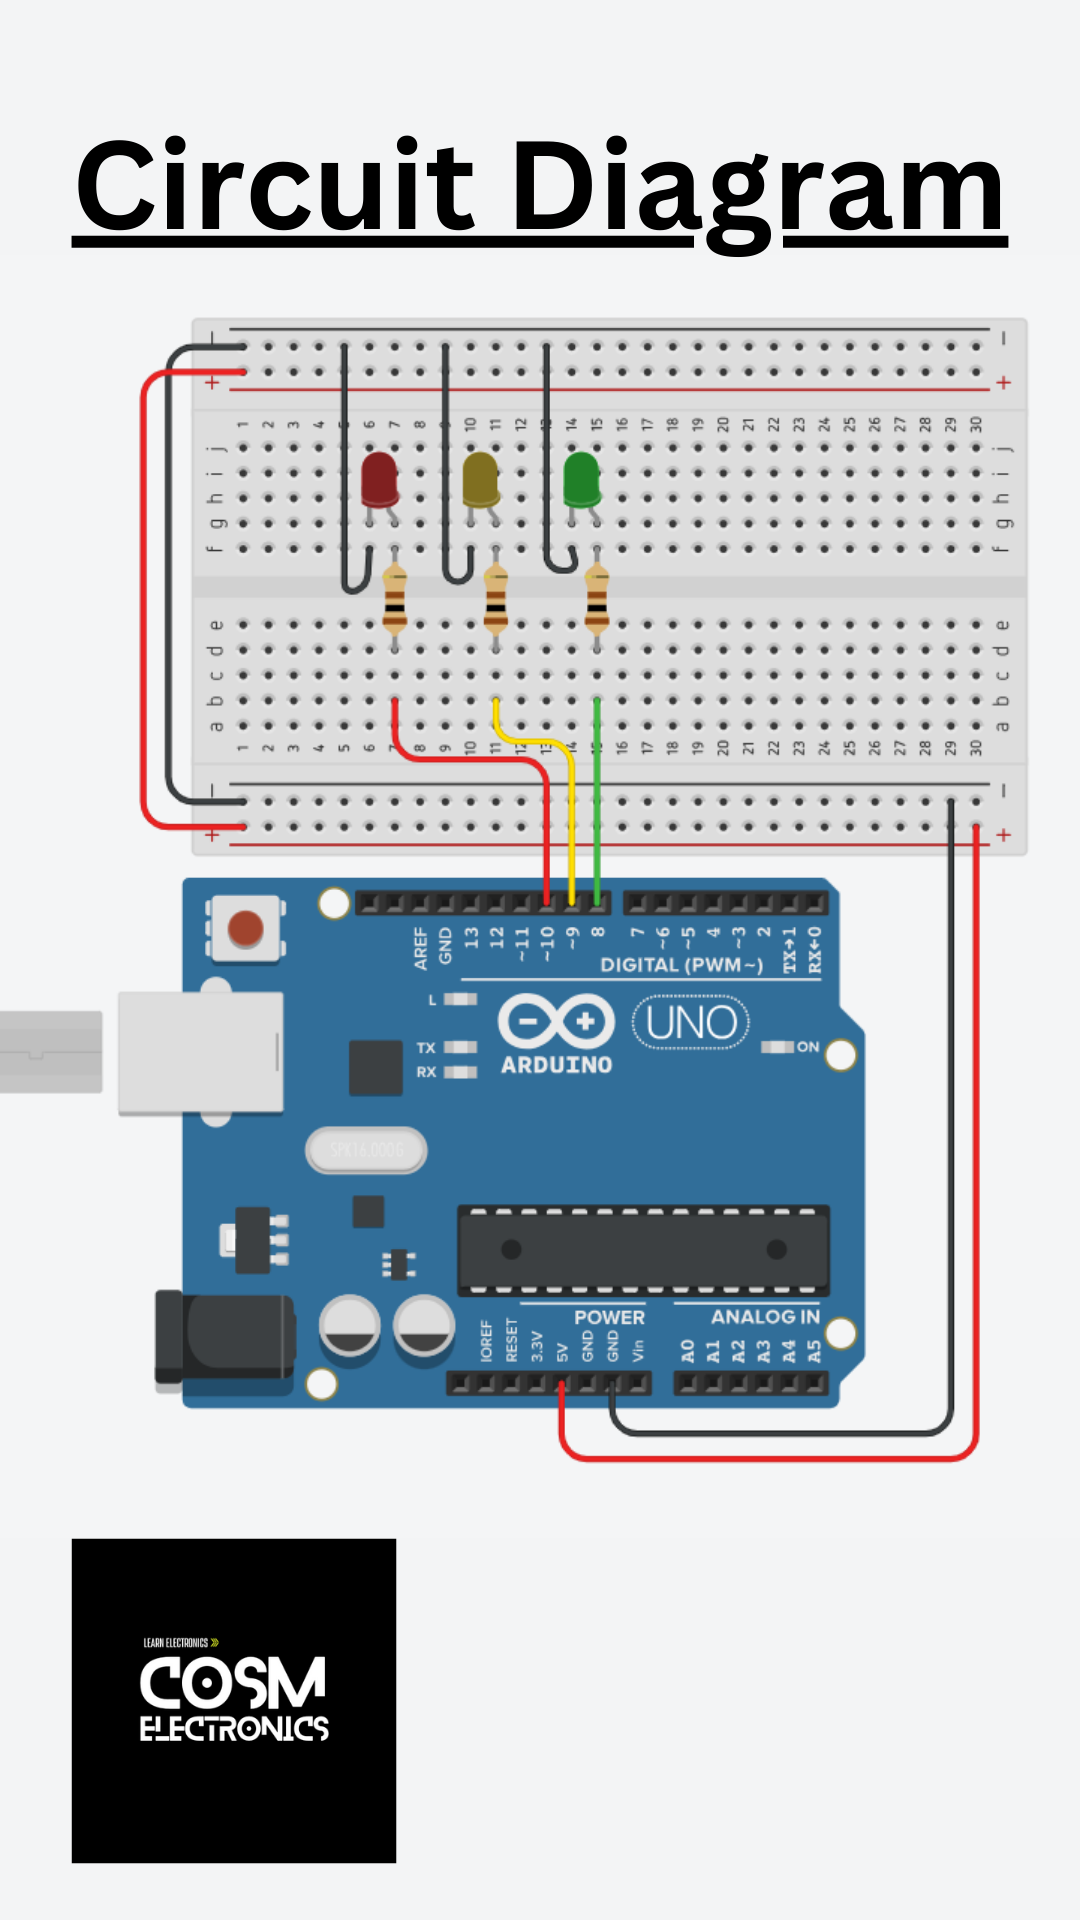 Circuit Diagram
− −
+ +
1 2 3 4 5 6 7 8 9 10 11 12 13 14 15 16 17 18 19 20 21 22 23 24 25 26 27 28 29 30
j j
i i
h h
g g
f f
e e
d d
c c
b b
a a
1 2 3 4 5 6 7 8 9 10 11 12 13 14 15 16 17 18 19 20 21 22 23 24 25 26 27 28 29 30
− −
+ +
AREF GND 13 12 ~11 ~10 ~9 8 7 ~6 ~5 4 ~3 2 TX→1 RX←0
DIGITAL (PWM~)
L
UNO
TX ON
ARDUINO
RX
SPK16.000G
POWER ANALOG IN
IOREF RESET 3.3V 5V GND GND Vin A0 A1 A2 A3 A4 A5
LEARN ELECTRONICS »
COSM
ELECTRONICS